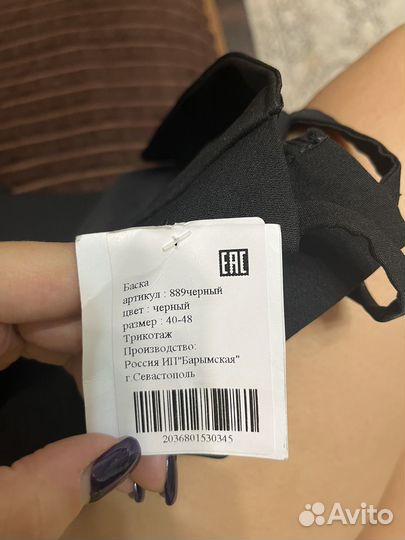 EAC
Баска
артикул : 889черный
цвет : черный
размер : 40-48
Трикотаж
Производство:
Россия ИП"Барымская"
г Севастополь
2036801530345
Avito